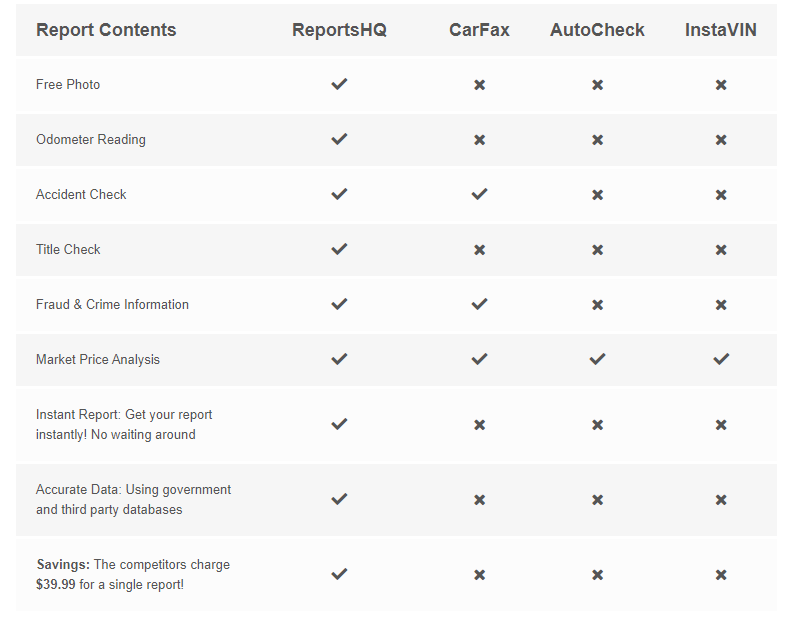 Report Contents ReportsHQ CarFax AutoCheck InstaVIN
Free Photo ✔ ✖ ✖ ✖
Odometer Reading ✔ ✖ ✖ ✖
Accident Check ✔ ✔ ✖ ✖
Title Check ✔ ✖ ✖ ✖
Fraud & Crime Information ✔ ✔ ✖ ✖
Market Price Analysis ✔ ✔ ✔ ✔
Instant Report: Get your report
instantly! No waiting around ✔ ✖ ✖ ✖
Accurate Data: Using government
and third party databases ✔ ✖ ✖ ✖
Savings: The competitors charge
$39.99 for a single report! ✔ ✖ ✖ ✖